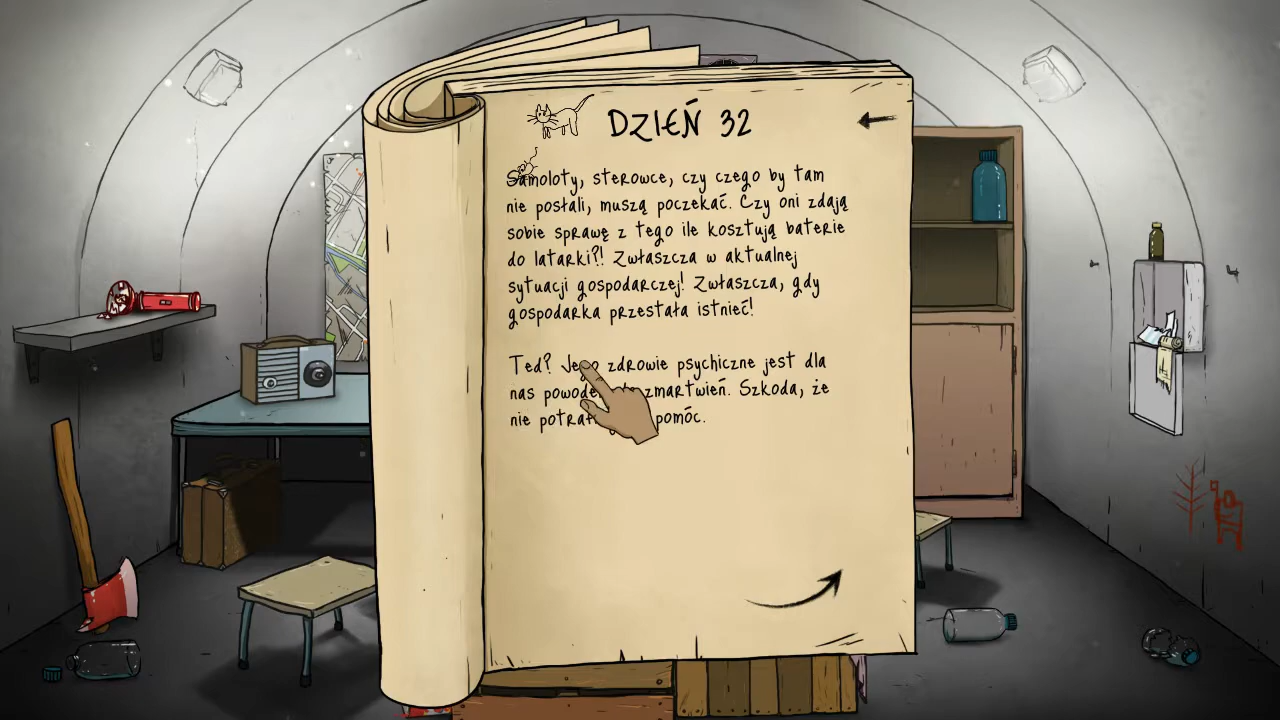 DZIEŃ 32
Samoloty, sterowce, czy czego by tam
nie posłali, muszą poczekać. Czy oni zdają
sobie sprawę z tego ile kosztują baterie
do latarki?! Zwłaszcza w aktualnej
sytuacji gospodarczej! Zwłaszcza, gdy
gospodarka przestała istnieć!
Ted? Jego zdrowie psychiczne jest dla
nas zmartwień. Szkoda, że
nie pomóc.